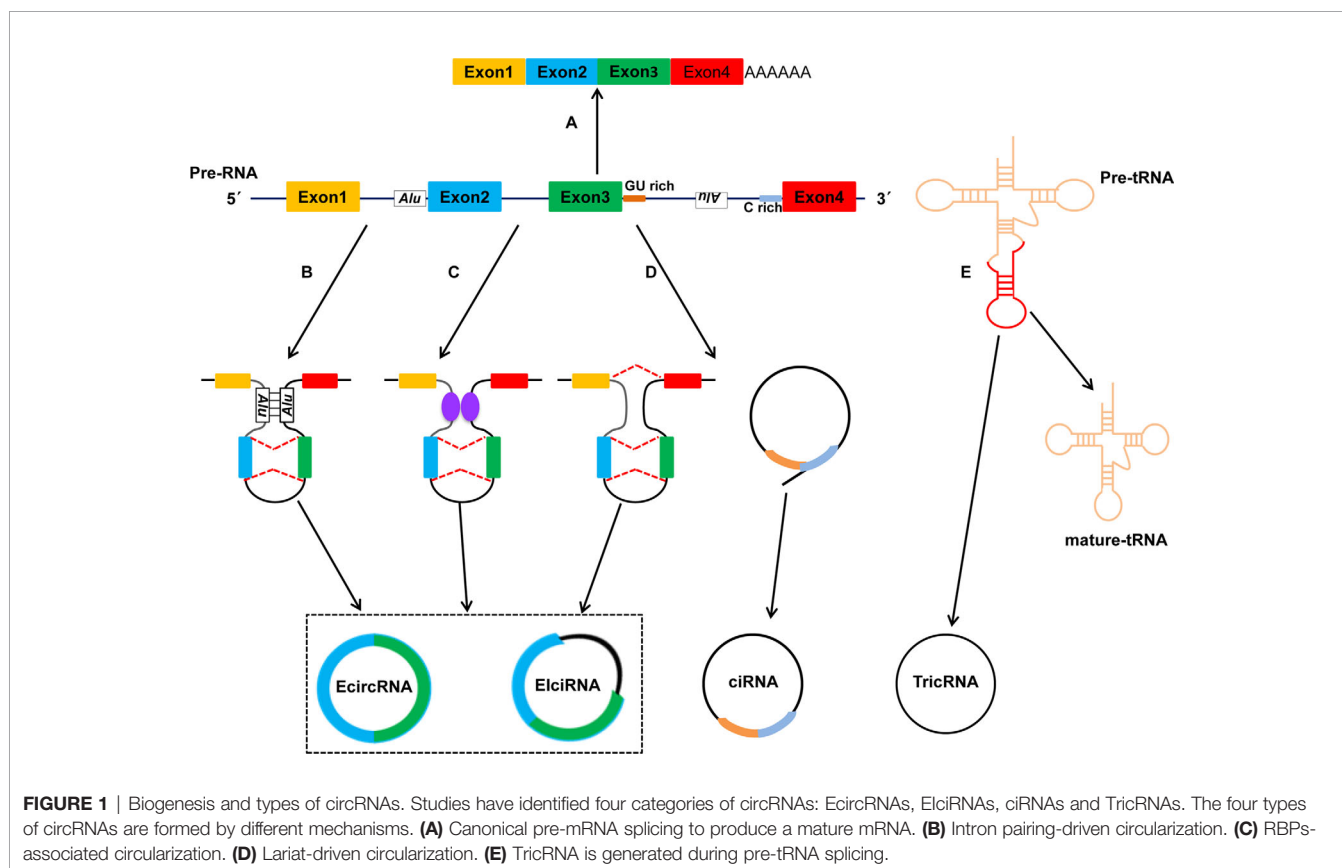 Exon1 Exon2 Exon3 Exon4 AAAAAA
A
Pre-RNA
5´ Exon1 Alu Exon2 Exon3 GU rich Alu C rich Exon4 3´
Pre-tRNA
B
C
D
E
Alu Alu
mature-tRNA
EcircRNA
ElciRNA
ciRNA
TricRNA
FIGURE 1 | Biogenesis and types of circRNAs. Studies have identified four categories of circRNAs: EcircRNAs, ElciRNAs, ciRNAs and TricRNAs. The four types
of circRNAs are formed by different mechanisms. (A) Canonical pre-mRNA splicing to produce a mature mRNA. (B) Intron pairing-driven circularization. (C) RBPs-
associated circularization. (D) Lariat-driven circularization. (E) TricRNA is generated during pre-tRNA splicing.